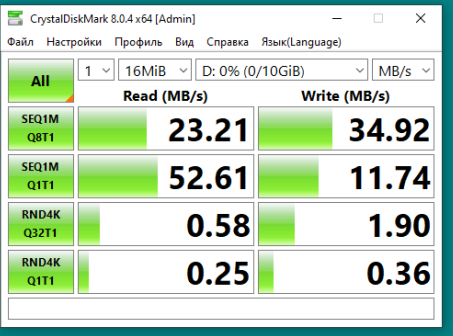 CrystalDiskMark 8.0.4 x64 [Admin]
Файл Настройки Профиль Вид Справка Язык(Language)
All 1 16MiB D: 0% (0/10GiB) MB/s
Read (MB/s) Write (MB/s)
SEQ1M
Q8T1 23.21 34.92
SEQ1M
Q1T1 52.61 11.74
RND4K
Q32T1 0.58 1.90
RND4K
Q1T1 0.25 0.36